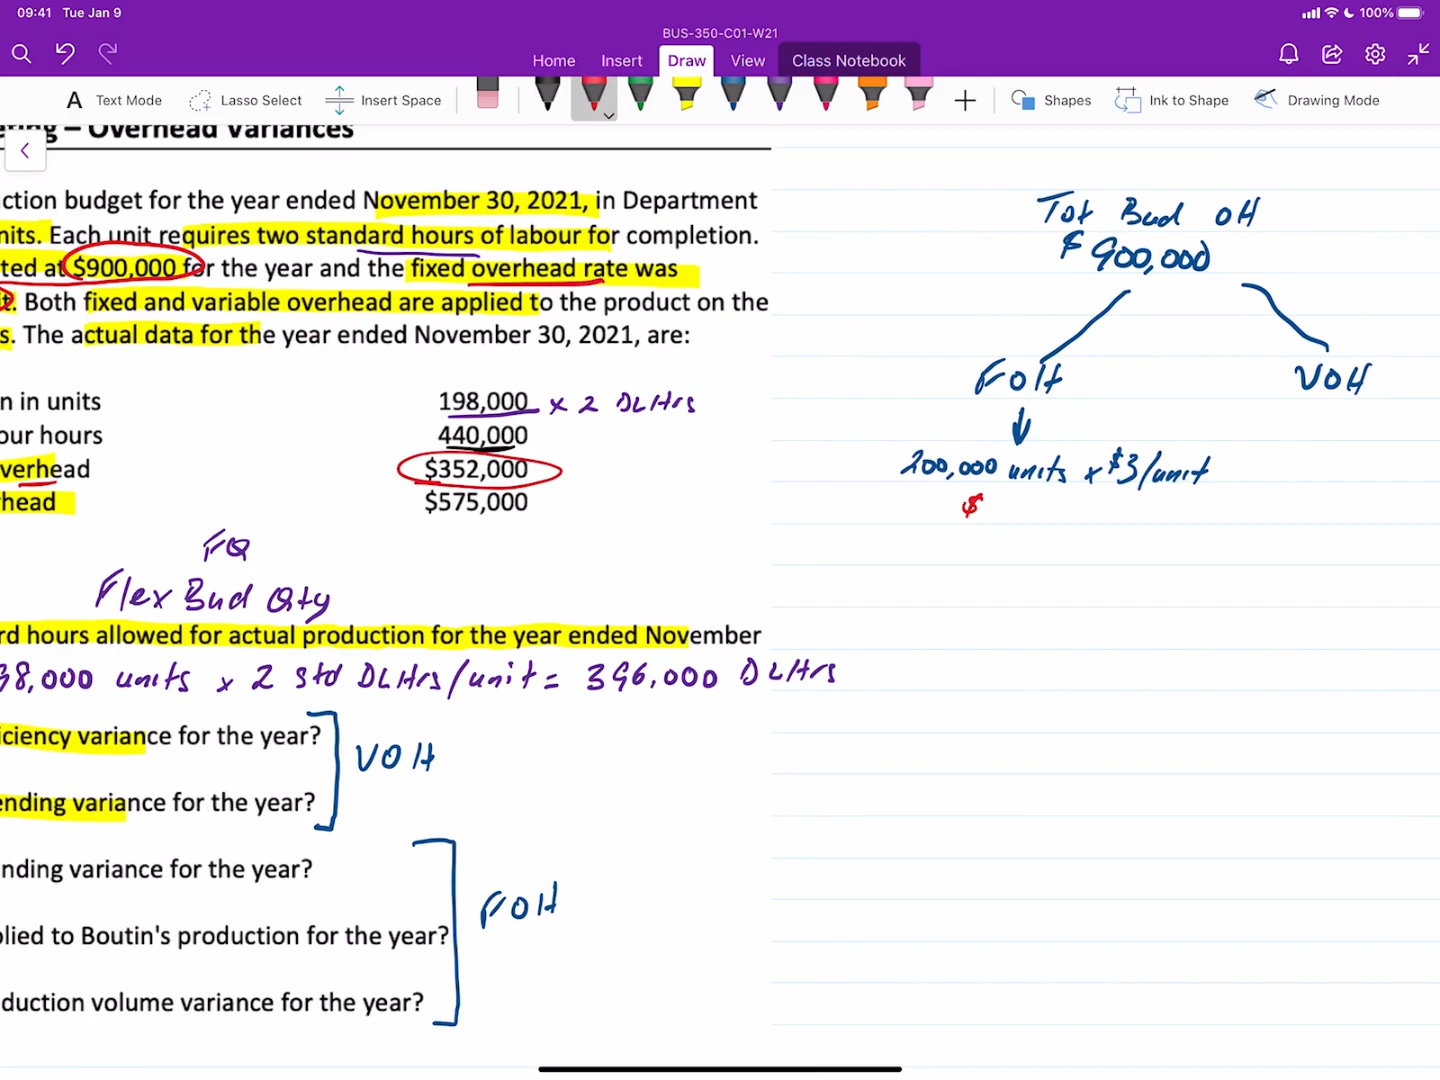 09:41 Tue Jan 9
100%
BUS-350-C01-W21
Home Insert Draw View Class Notebook
A Text Mode Lasso Select Insert Space Shapes Ink to Shape Drawing Mode
ering – Overhead Variances
ction budget for the year ended November 30, 2021, in Department
nits. Each unit requires two standard hours of labour for completion.
ted at $900,000 for the year and the fixed overhead rate was
it. Both fixed and variable overhead are applied to the product on the
s. The actual data for the year ended November 30, 2021, are:
n in units 198,000 x 2 DLHrs
our hours 440,000
verhead $352,000
rhead $575,000
FQ
Flex Bud Qty
rd hours allowed for actual production for the year ended November
98,000 units x 2 Std DLHrs/unit = 396,000 DLHrs
iciency variance for the year?
VOH
ending variance for the year?
nding variance for the year?
FOH
plied to Boutin's production for the year?
duction volume variance for the year?
Tot Bud OH
$900,000
FOH VOH
200,000 units x $3/unit
$